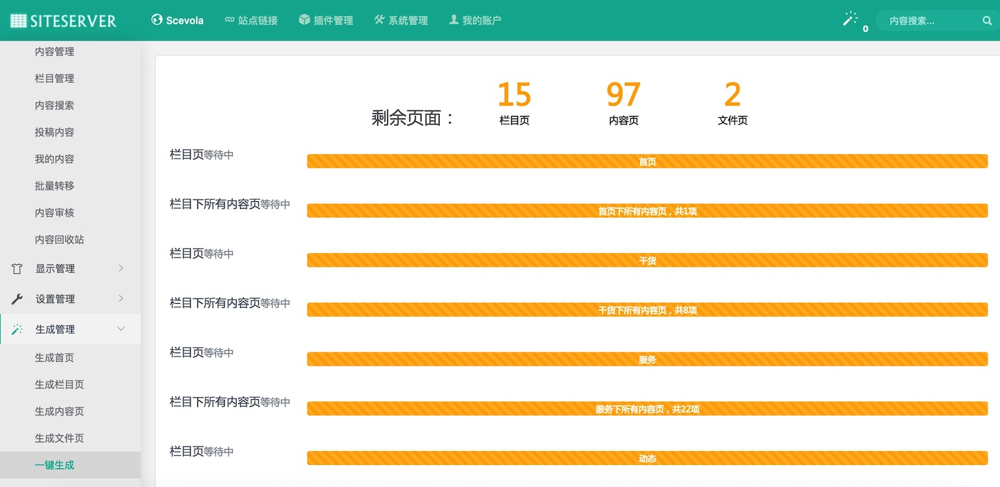 SITESERVER
Scevola
站点链接
插件管理
系统管理
我的账户
0
内容搜索...
内容管理
栏目管理
内容搜索
投稿内容
我的内容
批量转移
内容审核
内容回收站
显示管理
设置管理
生成管理
生成首页
生成栏目页
生成内容页
生成文件页
一键生成
剩余页面：
15
栏目页
97
内容页
2
文件页
栏目页等待中
首页
栏目下所有内容页等待中
首页下所有内容页，共1项
栏目页等待中
干货
栏目下所有内容页等待中
干货下所有内容页，共8项
栏目页等待中
服务
栏目下所有内容页等待中
服务下所有内容页，共22项
栏目页等待中
动态